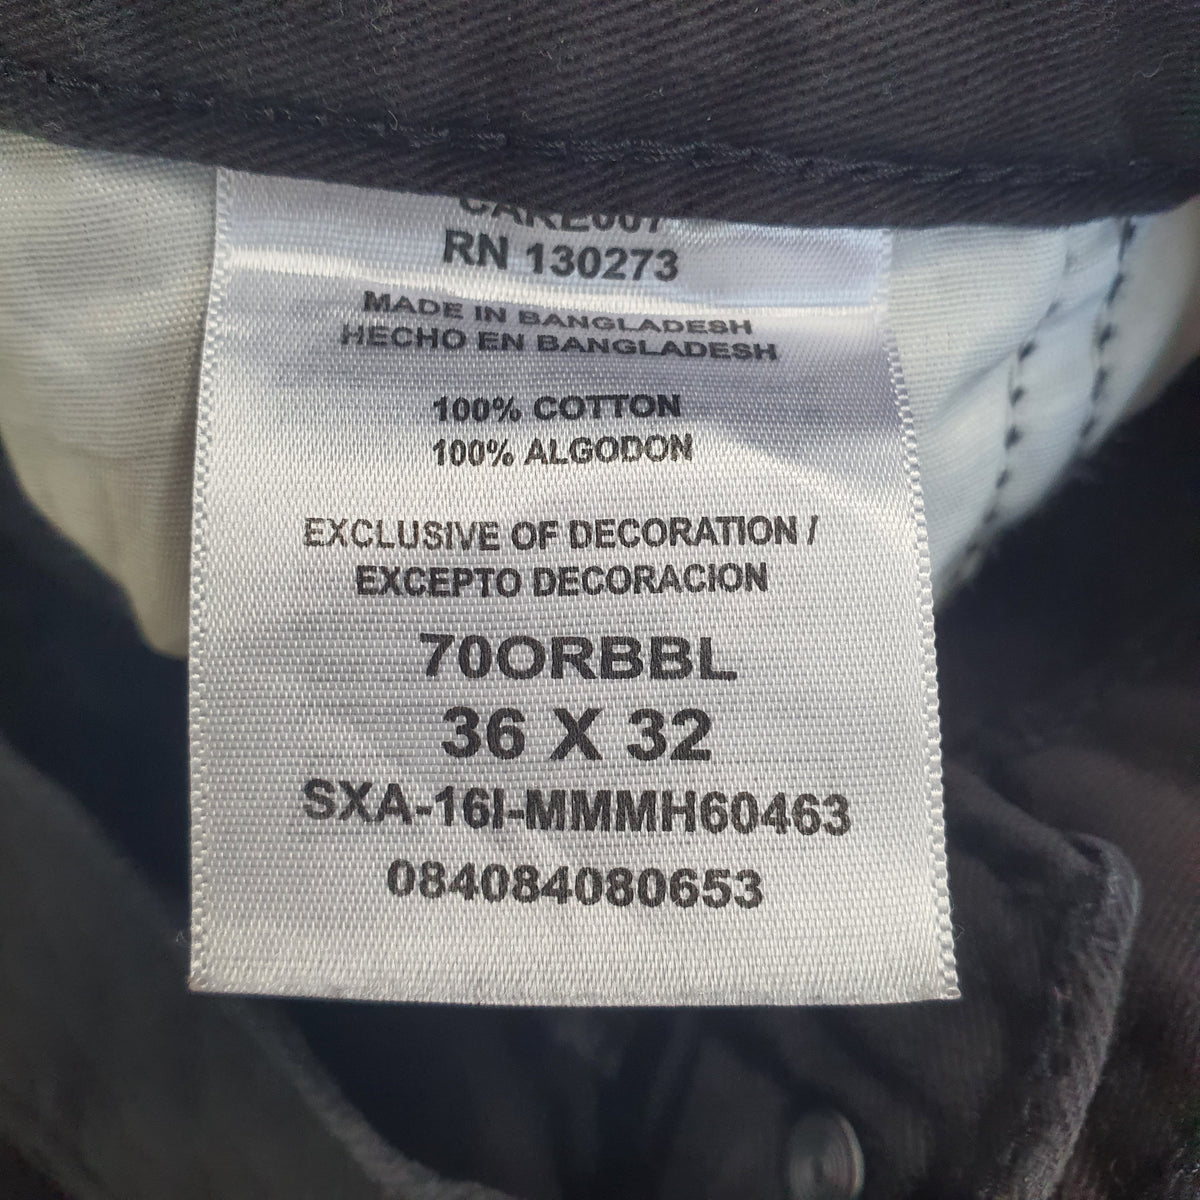 CARE007
RN 130273
MADE IN BANGLADESH
HECHO EN BANGLADESH
100% COTTON
100% ALGODON
EXCLUSIVE OF DECORATION /
EXCEPTO DECORACION
70ORBBL
36 X 32
SXA-16I-MMMH60463
084084080653